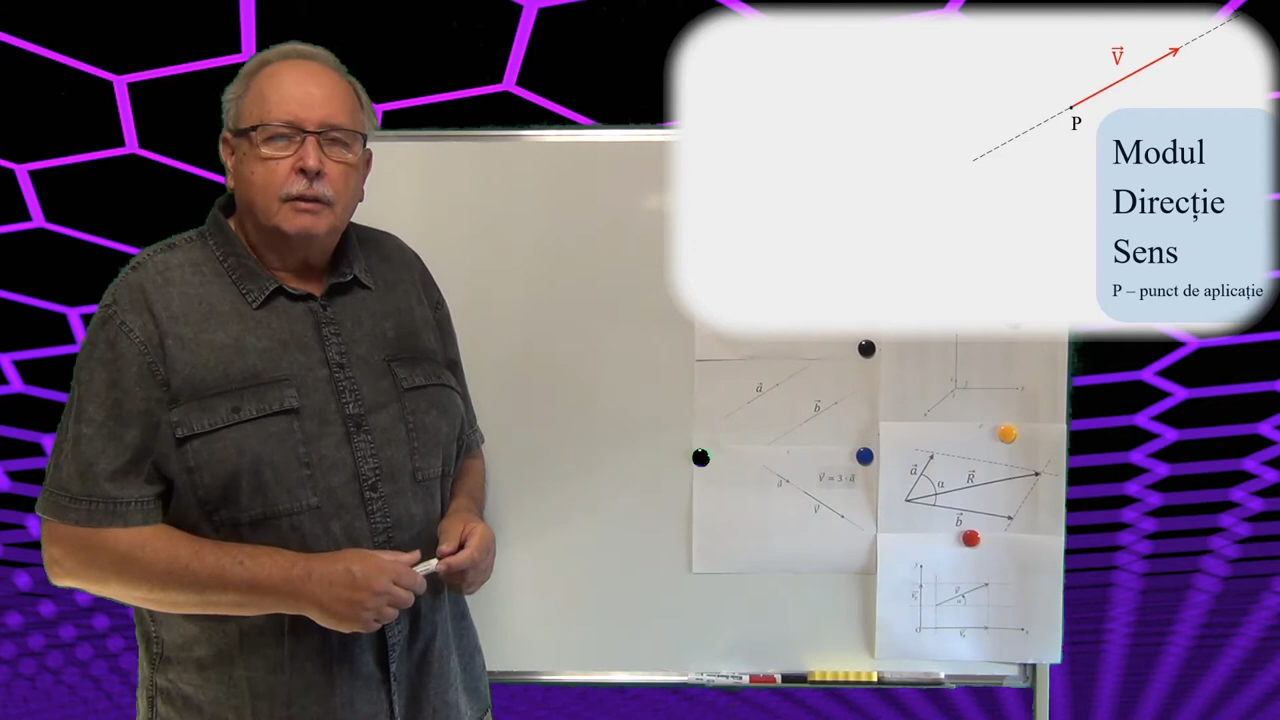 V⃗
P
Modul
Direcție
Sens
P – punct de aplicație
a⃗
b⃗
a⃗
V⃗ = 3·a⃗
V⃗
a⃗
α
R⃗
b⃗